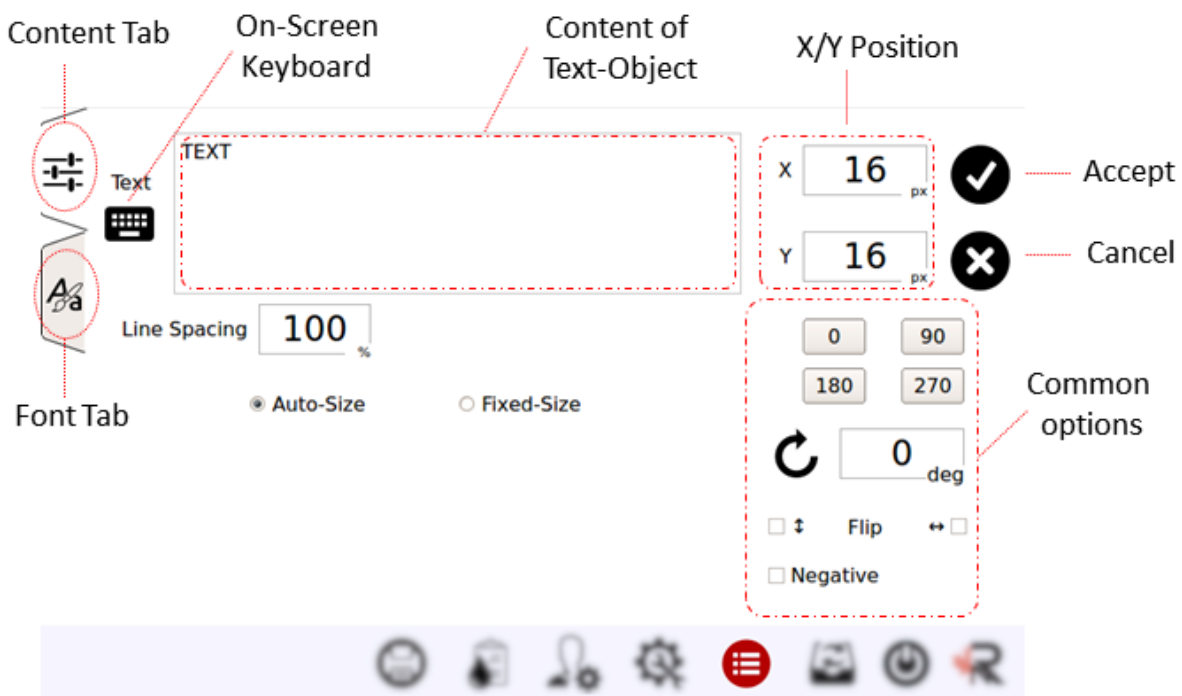 Content Tab
On-Screen
Keyboard
Content of
Text-Object
X/Y Position
TEXT
Text
X 16 px
Accept
Y 16 px
Cancel
Line Spacing 100 %
0 90
180 270
Common
options
Auto-Size Fixed-Size
Font Tab
0 deg
↕ Flip ↔
Negative